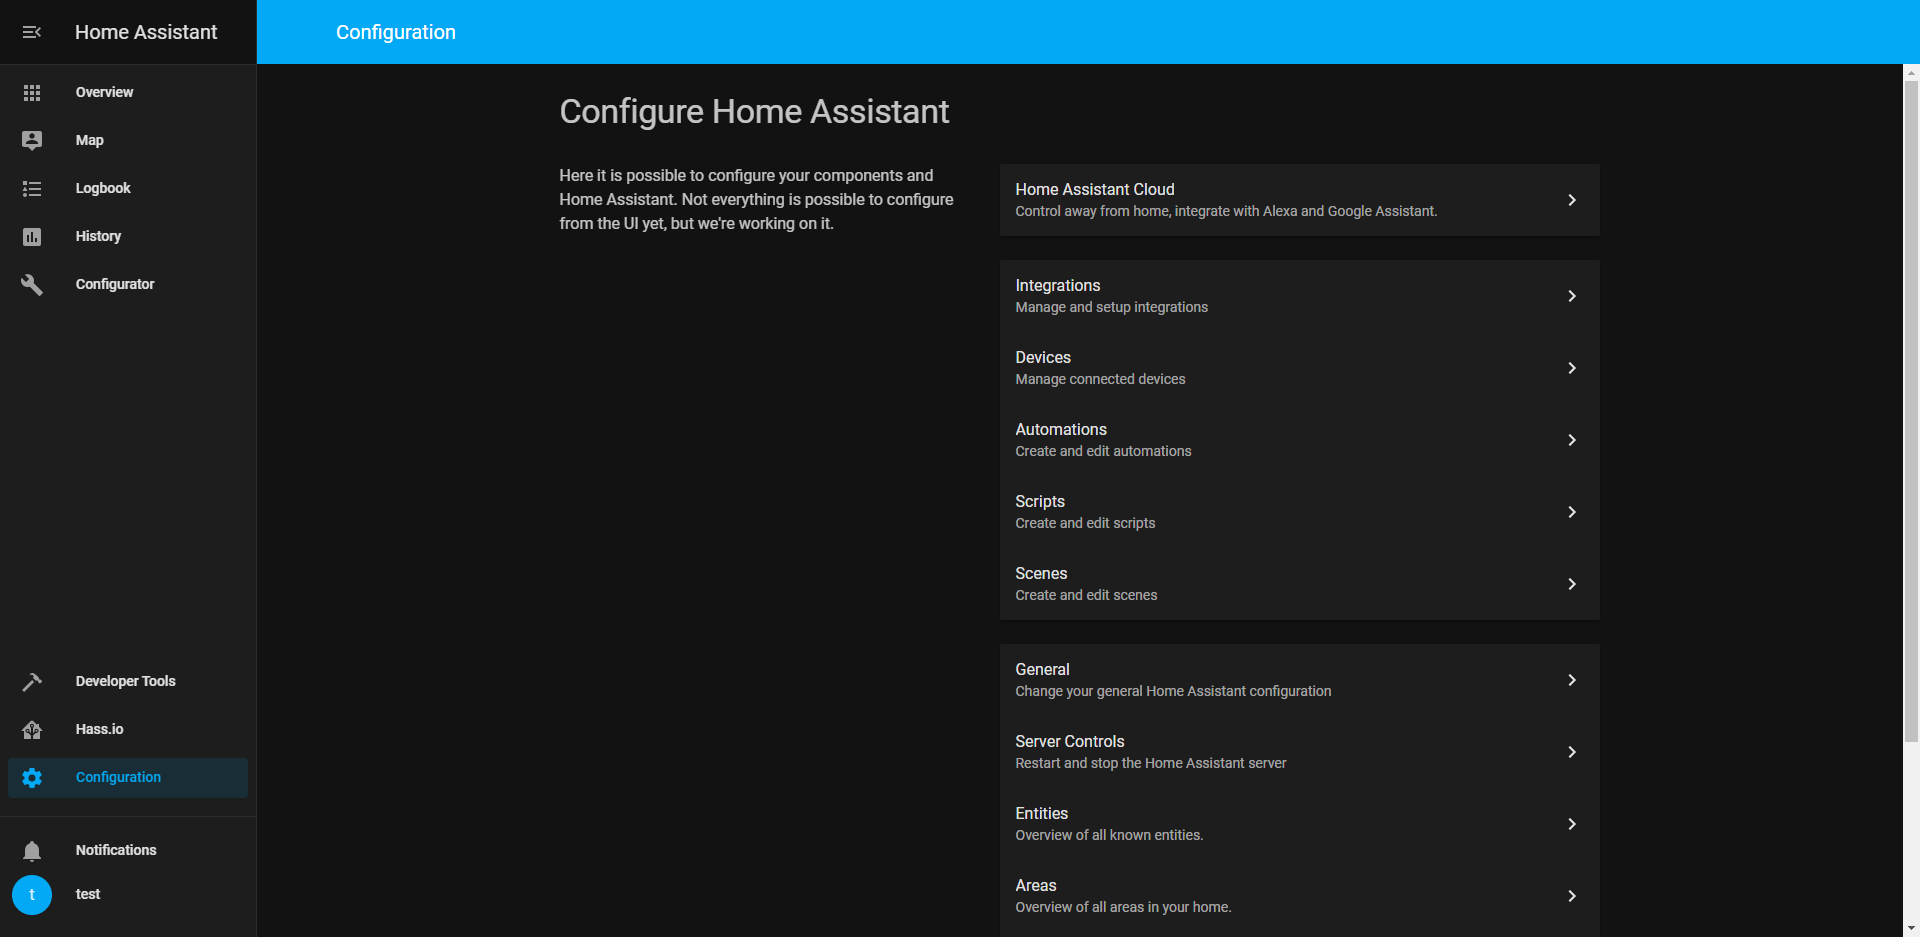 Home Assistant
Overview
Map
Logbook
History
Configurator
Developer Tools
Hass.io
Configuration
Notifications
t
test
Configuration
Configure Home Assistant
Here it is possible to configure your components and
Home Assistant. Not everything is possible to configure
from the UI yet, but we're working on it.
Home Assistant Cloud
Control away from home, integrate with Alexa and Google Assistant.
Integrations
Manage and setup integrations
Devices
Manage connected devices
Automations
Create and edit automations
Scripts
Create and edit scripts
Scenes
Create and edit scenes
General
Change your general Home Assistant configuration
Server Controls
Restart and stop the Home Assistant server
Entities
Overview of all known entities.
Areas
Overview of all areas in your home.